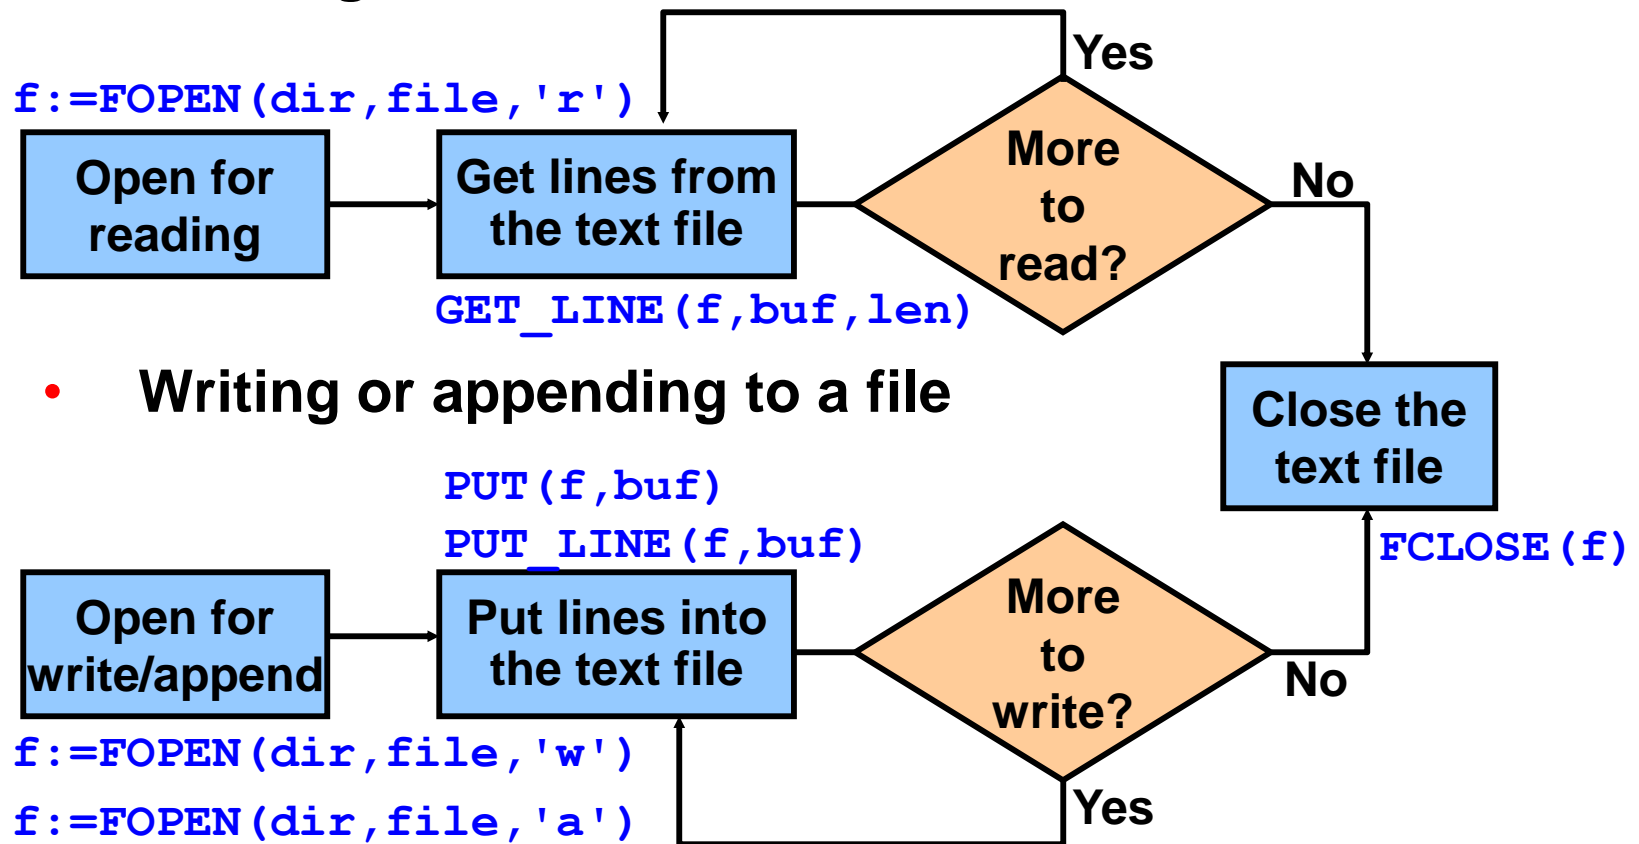 Yes
f:=FOPEN(dir,file,'r')
Open for
reading
Get lines from
the text file
More
to
read?
No
GET_LINE(f,buf,len)
• Writing or appending to a file
Close the
text file
PUT(f,buf)
PUT_LINE(f,buf)
FCLOSE(f)
Open for
write/append
Put lines into
the text file
More
to
write?
No
f:=FOPEN(dir,file,'w')
f:=FOPEN(dir,file,'a')
Yes